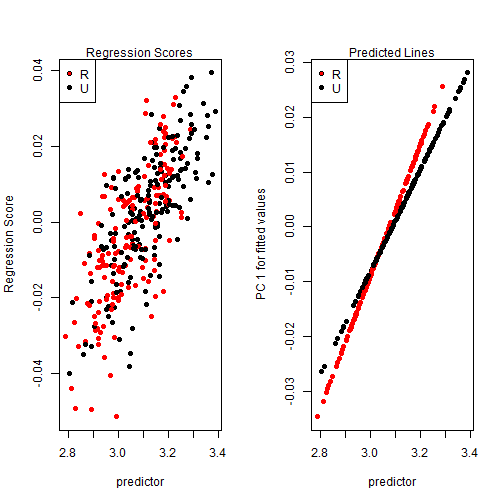 Regression Scores
R
U
0.04
0.02
0.00
-0.02
-0.04
Regression Score
2.8
3.0
3.2
3.4
predictor
Predicted Lines
R
U
0.03
0.02
0.01
0.00
-0.01
-0.02
-0.03
PC 1 for fitted values
2.8
3.0
3.2
3.4
predictor